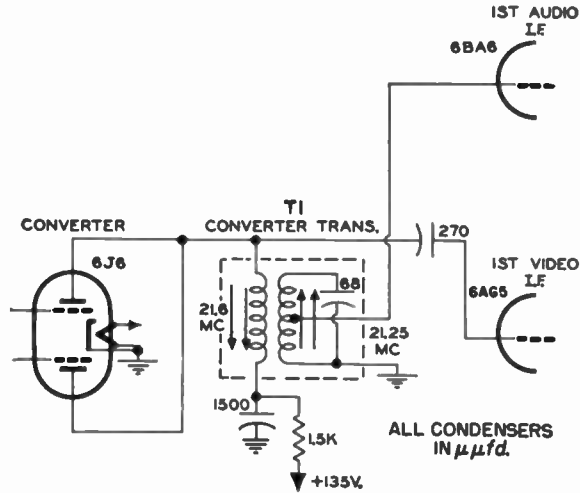 1ST AUDIO
I.F.
6BA6
CONVERTER
T1
CONVERTER TRANS.
6J6
270
1ST VIDEO
I.F.
6AG5
68
21.6
MC
21.25
MC
1500
1.5K
+135V.
ALL CONDENSERS
IN μμfd.